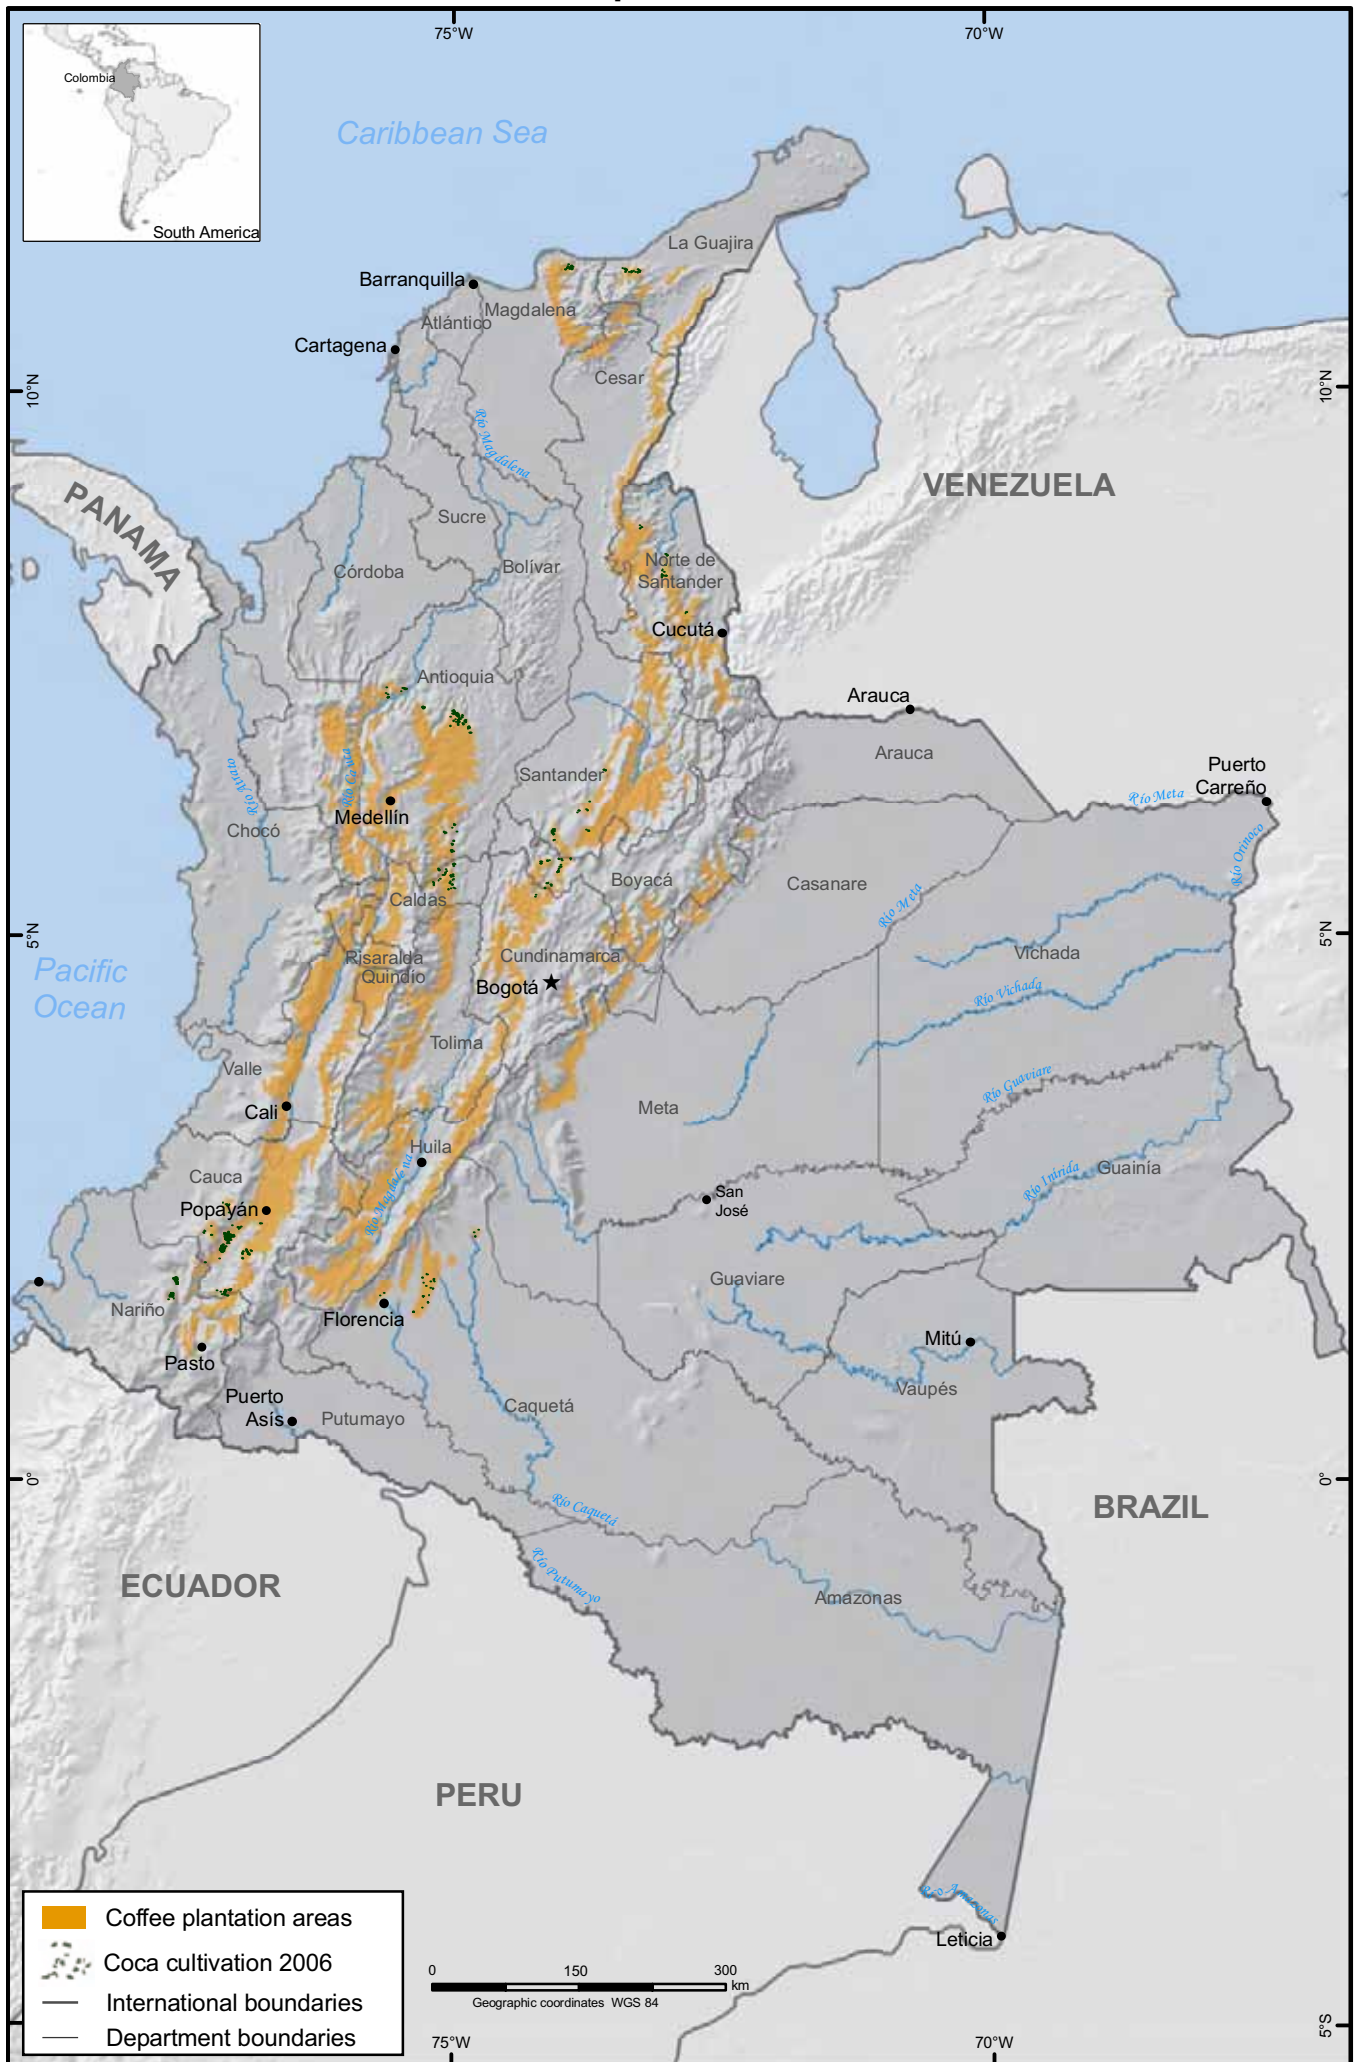 75°W
70°W
Colombia
South America
Caribbean Sea
La Guajira
Barranquilla
Magdalena
Atlántico
Cartagena
Cesar
10°N
10°N
Río Magdalena
VENEZUELA
PANAMA
Sucre
Córdoba
Bolívar
Norte de
Santander
Cucutá
Antioquia
Arauca
Arauca
Puerto
Carreño
Río Meta
Río Cauca
Río Atrato
Santander
Medellín
Chocó
Río Orinoco
Boyacá
Casanare
Caldas
Río Meta
5°N
5°N
Vichada
Risaralda
Quindío
Cundinamarca
Bogotá
Pacific
Ocean
Río Vichada
Tolima
Valle
Río Guaviare
Cali
Meta
Huila
Cauca
Río Magdalena
Guainía
Río Inírida
San
José
Popayán
Guaviare
Nariño
Florencia
Mitú
Pasto
Vaupés
Puerto
Asís
Putumayo
Caquetá
0°
0°
Río Caquetá
BRAZIL
Río Putumayo
ECUADOR
Amazonas
PERU
Río Amazonas
Leticia
Coffee plantation areas
Coca cultivation 2006
International boundaries
Department boundaries
0 150 300
km
Geographic coordinates WGS 84
5°S
75°W
70°W